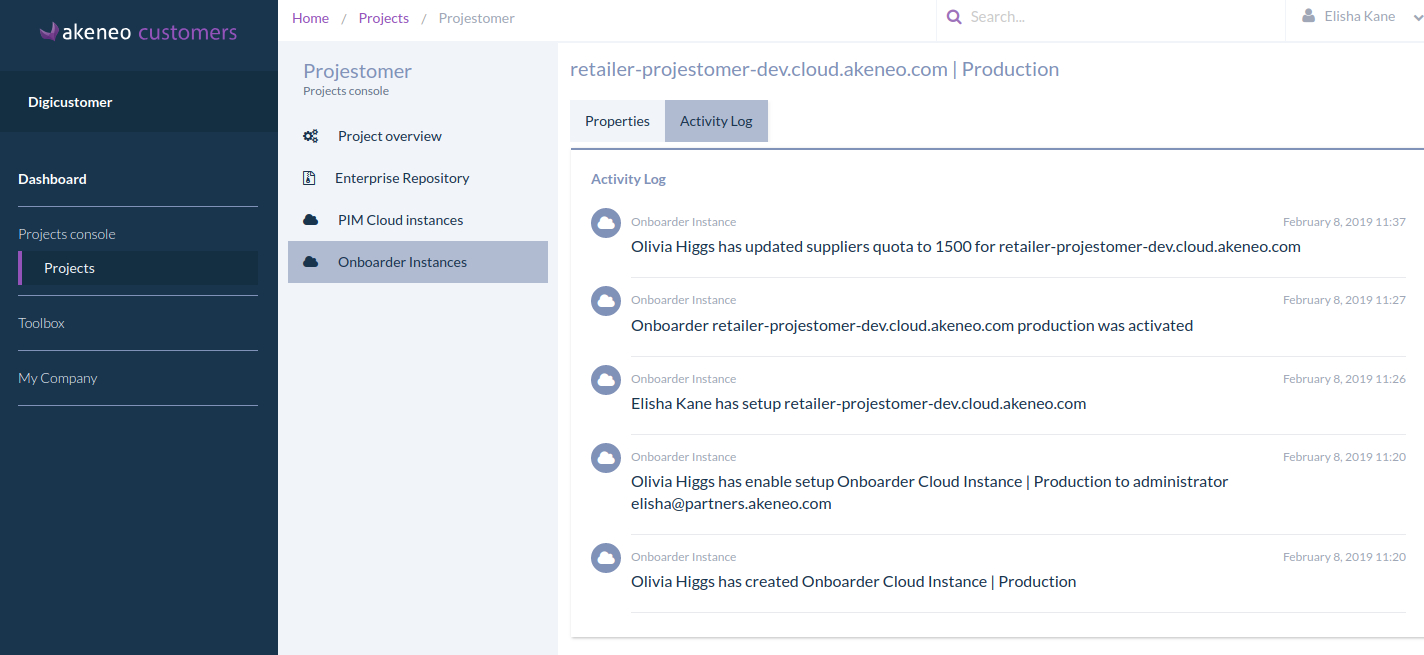 akeneo customers
Digicustomer
Dashboard
Projects console
Projects
Toolbox
My Company
Home / Projects / Projestomer
Search...
Elisha Kane
Projestomer
Projects console
Project overview
Enterprise Repository
PIM Cloud instances
Onboarder Instances
retailer-projestomer-dev.cloud.akeneo.com | Production
Properties
Activity Log
Activity Log
Onboarder Instance February 8, 2019 11:37
Olivia Higgs has updated suppliers quota to 1500 for retailer-projestomer-dev.cloud.akeneo.com
Onboarder Instance February 8, 2019 11:27
Onboarder retailer-projestomer-dev.cloud.akeneo.com production was activated
Onboarder Instance February 8, 2019 11:26
Elisha Kane has setup retailer-projestomer-dev.cloud.akeneo.com
Onboarder Instance February 8, 2019 11:20
Olivia Higgs has enable setup Onboarder Cloud Instance | Production to administrator
elisha@partners.akeneo.com
Onboarder Instance February 8, 2019 11:20
Olivia Higgs has created Onboarder Cloud Instance | Production